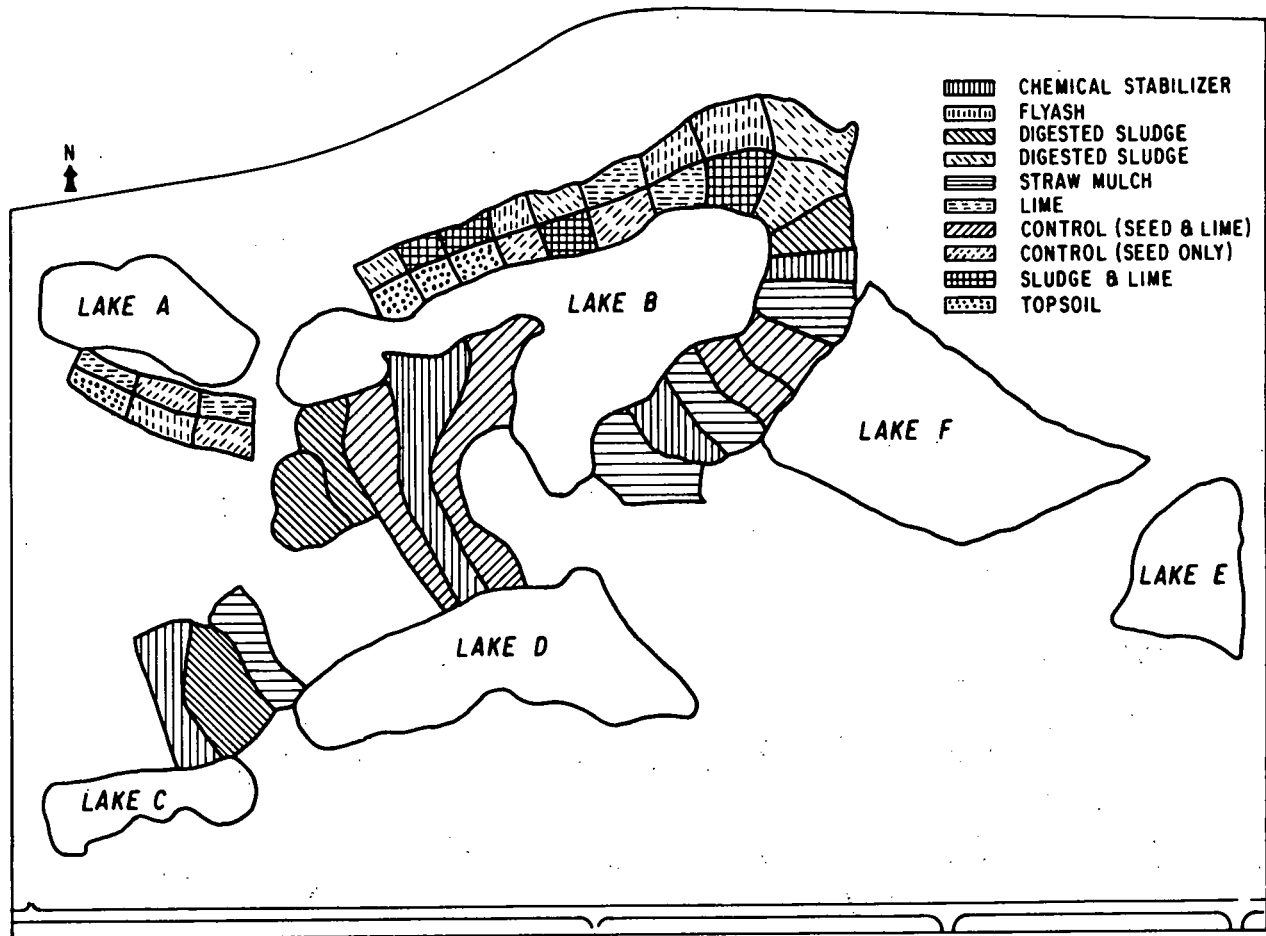 N
CHEMICAL STABILIZER
FLYASH
DIGESTED SLUDGE
DIGESTED SLUDGE
STRAW MULCH
LIME
CONTROL (SEED & LIME)
CONTROL (SEED ONLY)
SLUDGE & LIME
TOPSOIL
LAKE A
LAKE B
LAKE F
LAKE E
LAKE D
LAKE C